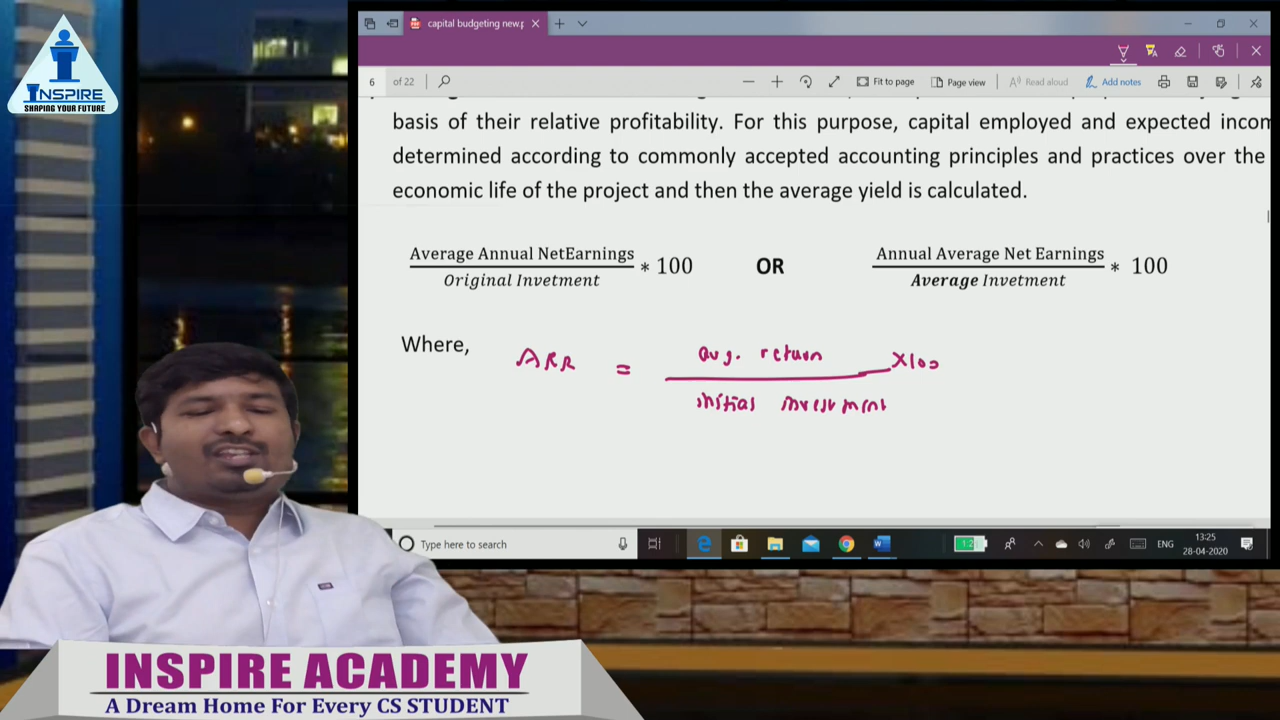 INSPIRE
SHAPING YOUR FUTURE
capital budgeting new.p
6 of 22
Fit to page
Page view
Read aloud
Add notes
basis of their relative profitability. For this purpose, capital employed and expected incom
determined according to commonly accepted accounting principles and practices over the
economic life of the project and then the average yield is calculated.
Average Annual NetEarnings
Original Invetment
* 100
OR
Annual Average Net Earnings
Average Invetment
* 100
Where,
ARR = avg. return X100
initial investment
Type here to search
ENG
13:25
28-04-2020
INSPIRE ACADEMY
A Dream Home For Every CS STUDENT